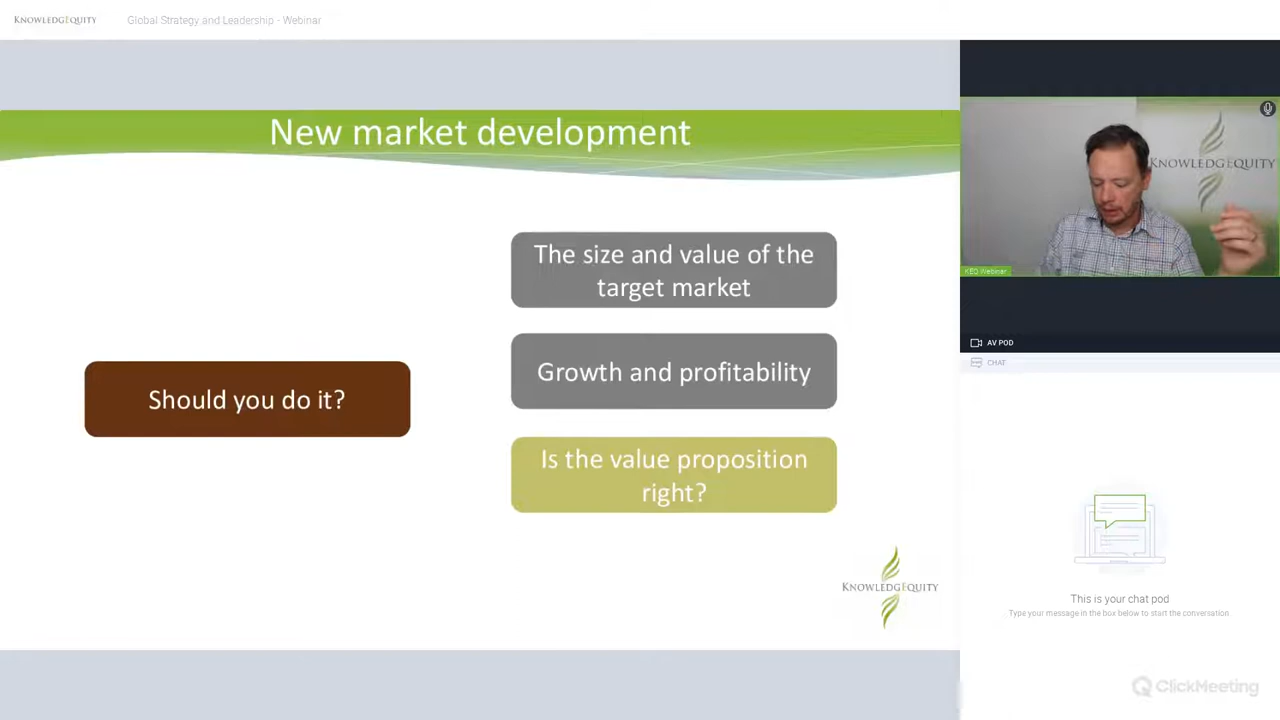 KNOWLEDGEQUITY
Global Strategy and Leadership - Webinar
New market development
The size and value of the
target market
Growth and profitability
Should you do it?
Is the value proposition
right?
KNOWLEDGEQUITY
KNOWLEDGEQUITY
KEQ Webinar
AV POD
CHAT
This is your chat pod
Type your message in the box below to start the conversation
ClickMeeting